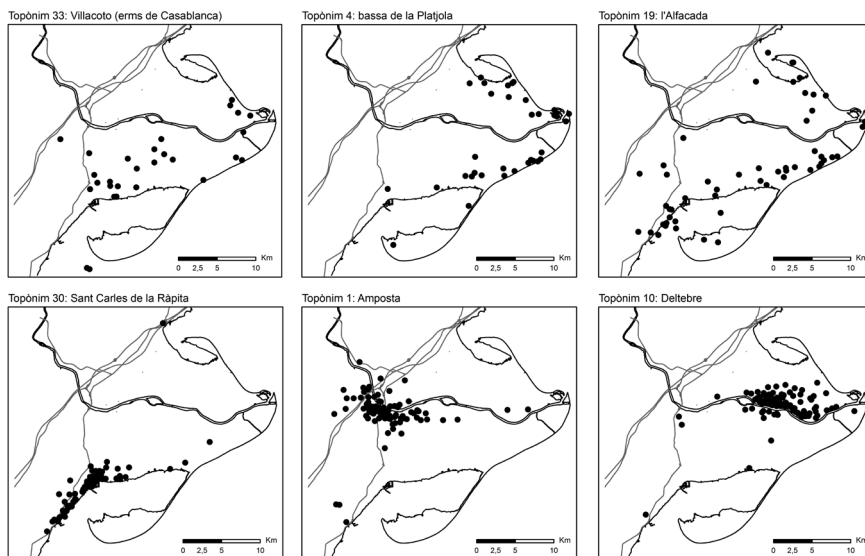 Topònim 33: Villacoto (erms de Casablanca)
Km
0 2,5 5 10
Topònim 4: bassa de la Platjola
Km
0 2,5 5 10
Topònim 19: l'Alfacada
Km
0 2,5 5 10
Topònim 30: Sant Carles de la Ràpita
Km
0 2,5 5 10
Topònim 1: Amposta
Km
0 2,5 5 10
Topònim 10: Deltebre
Km
0 2,5 5 10